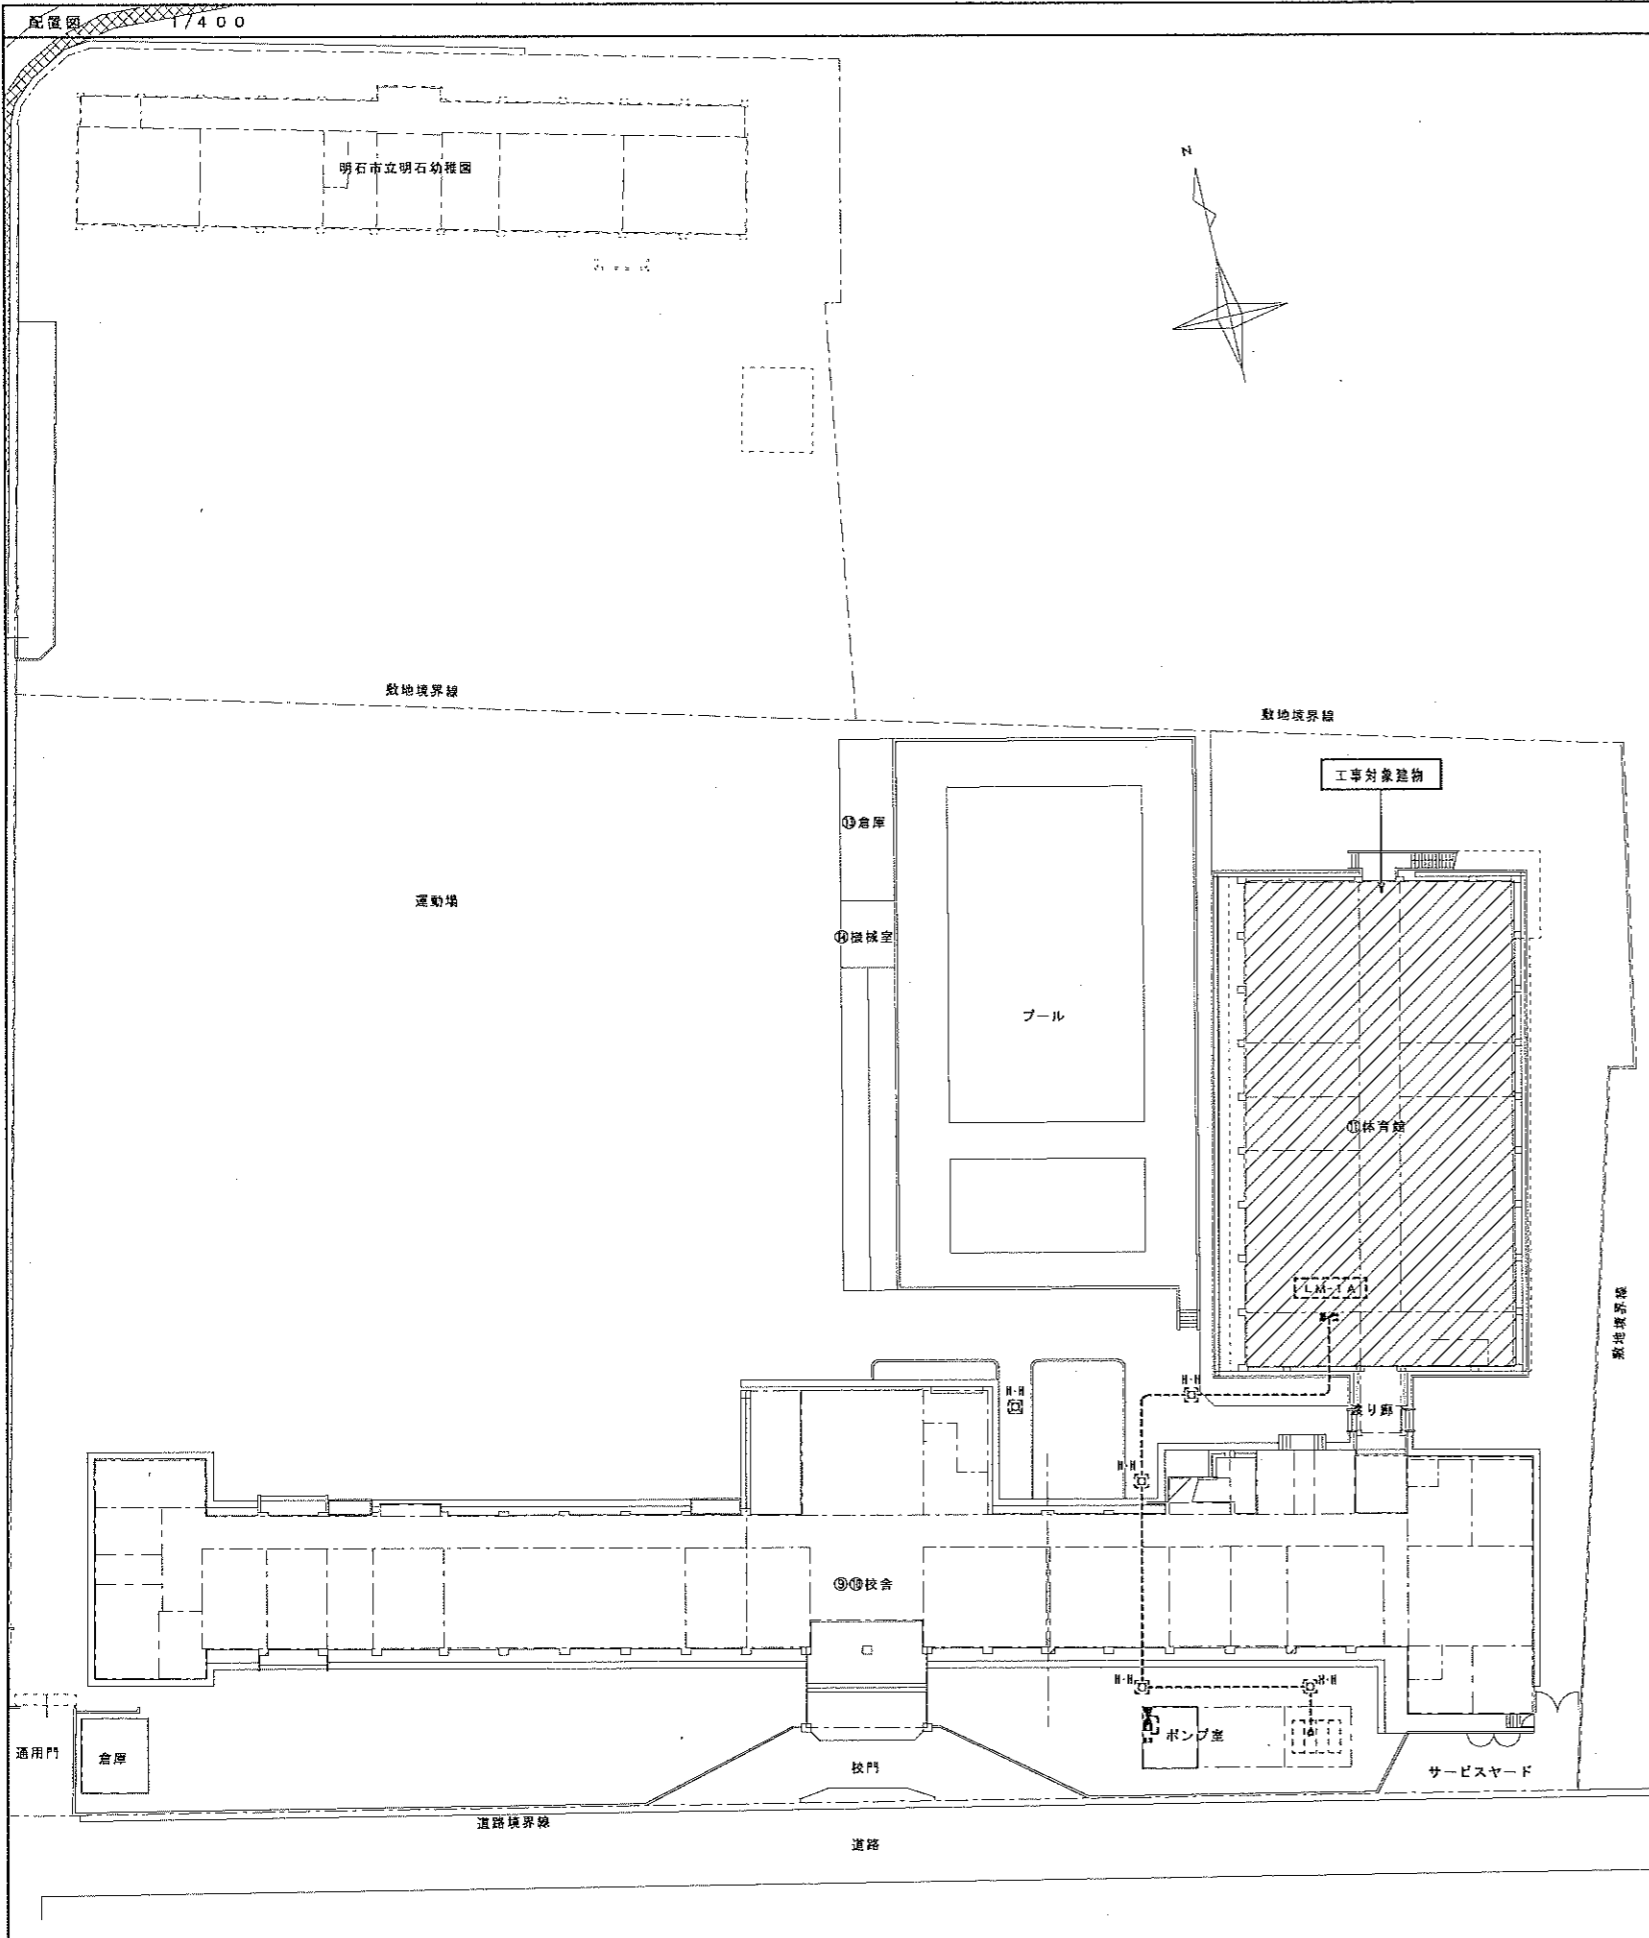 配置図 1/400
明石市立明石幼稚園
N
敷地境界線
敷地境界線
工事対象建物
⑬倉庫
運動場
⑭機械室
プール
⑪体育館
LM-1A
敷地境界線
H・H
H・H
渡り廊
H・H
⑨⑩校舎
H・H
H・H
ポンプ室
通用門
倉庫
校門
サービスヤード
道路境界線
道路